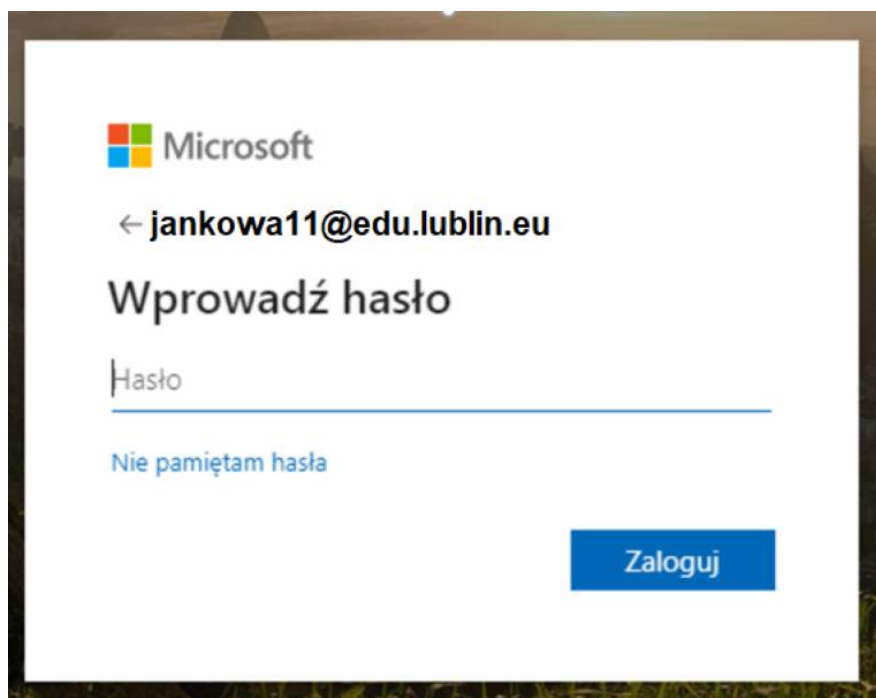 Microsoft
← jankowa11@edu.lublin.eu
Wprowadź hasło
Hasło
Nie pamiętam hasła
Zaloguj